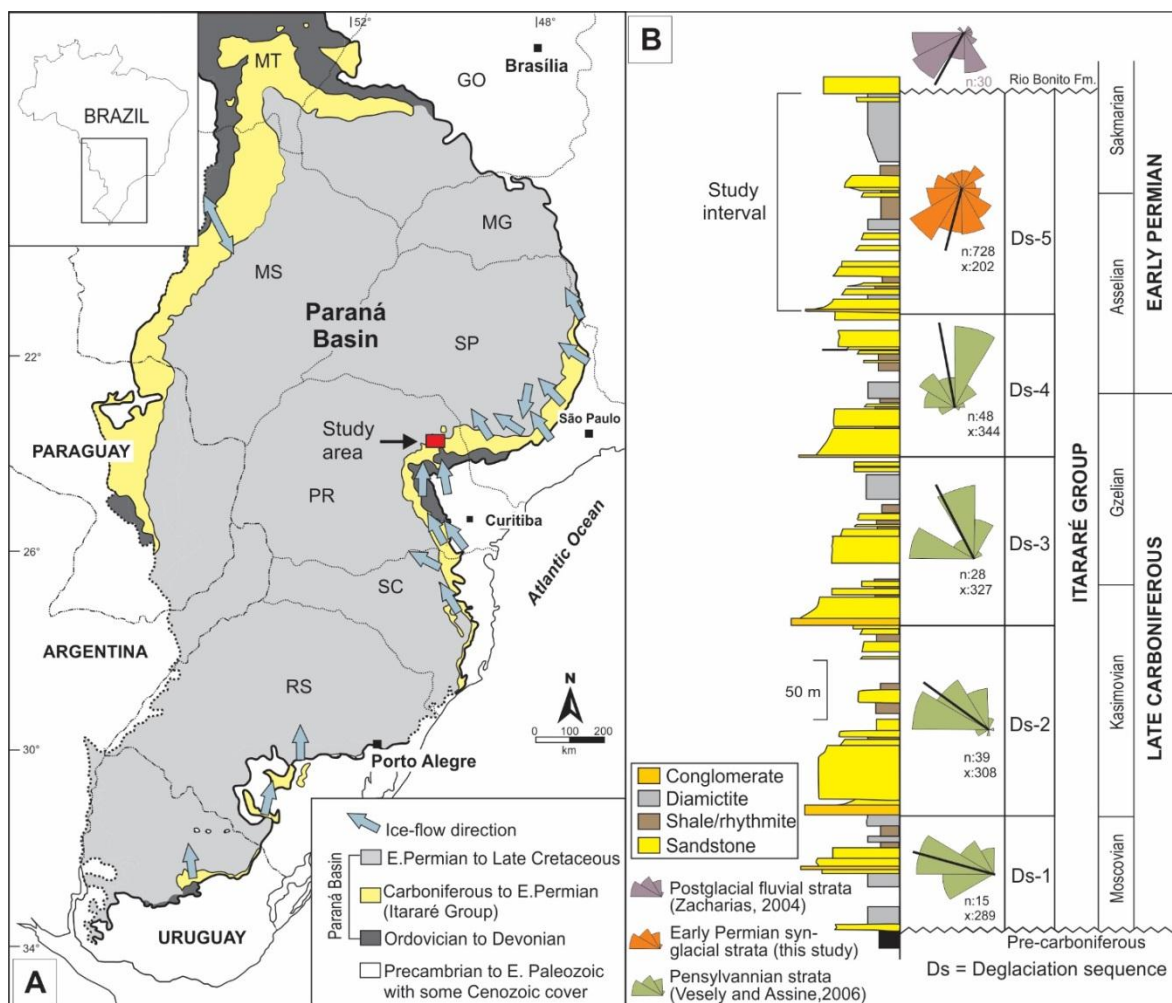 A
52°
48°
BRAZIL
MT
GO
Brasília
MG
MS
Paraná
Basin
SP
22°
São Paulo
Study
area
PARAGUAY
PR
Curitiba
Atlantic Ocean
26°
SC
ARGENTINA
RS
N
0 100 200
km
30°
Porto Alegre
Ice-flow direction
Paraná Basin
E.Permian to Late Cretaceous
Carboniferous to E.Permian
(Itararé Group)
Ordovician to Devonian
Precambrian to E. Paleozoic
with some Cenozoic cover
URUGUAY
34°
B
n:30
Rio Bonito Fm.
Study
interval
n:728
x:202
Ds-5
Sakmarian
Asselian
EARLY PERMIAN
n:48
x:344
Ds-4
n:28
x:327
Ds-3
ITARARÉ GROUP
Gzelian
50 m
n:39
x:308
Ds-2
Kasimovian
LATE CARBONIFEROUS
n:15
x:289
Ds-1
Moscovian
Conglomerate
Diamictite
Shale/rhythmite
Sandstone
Postglacial fluvial strata
(Zacharias, 2004)
Early Permian syn-
glacial strata (this study)
Pensylvannian strata
(Vesely and Assine,2006)
Pre-carboniferous
Ds = Deglaciation sequence